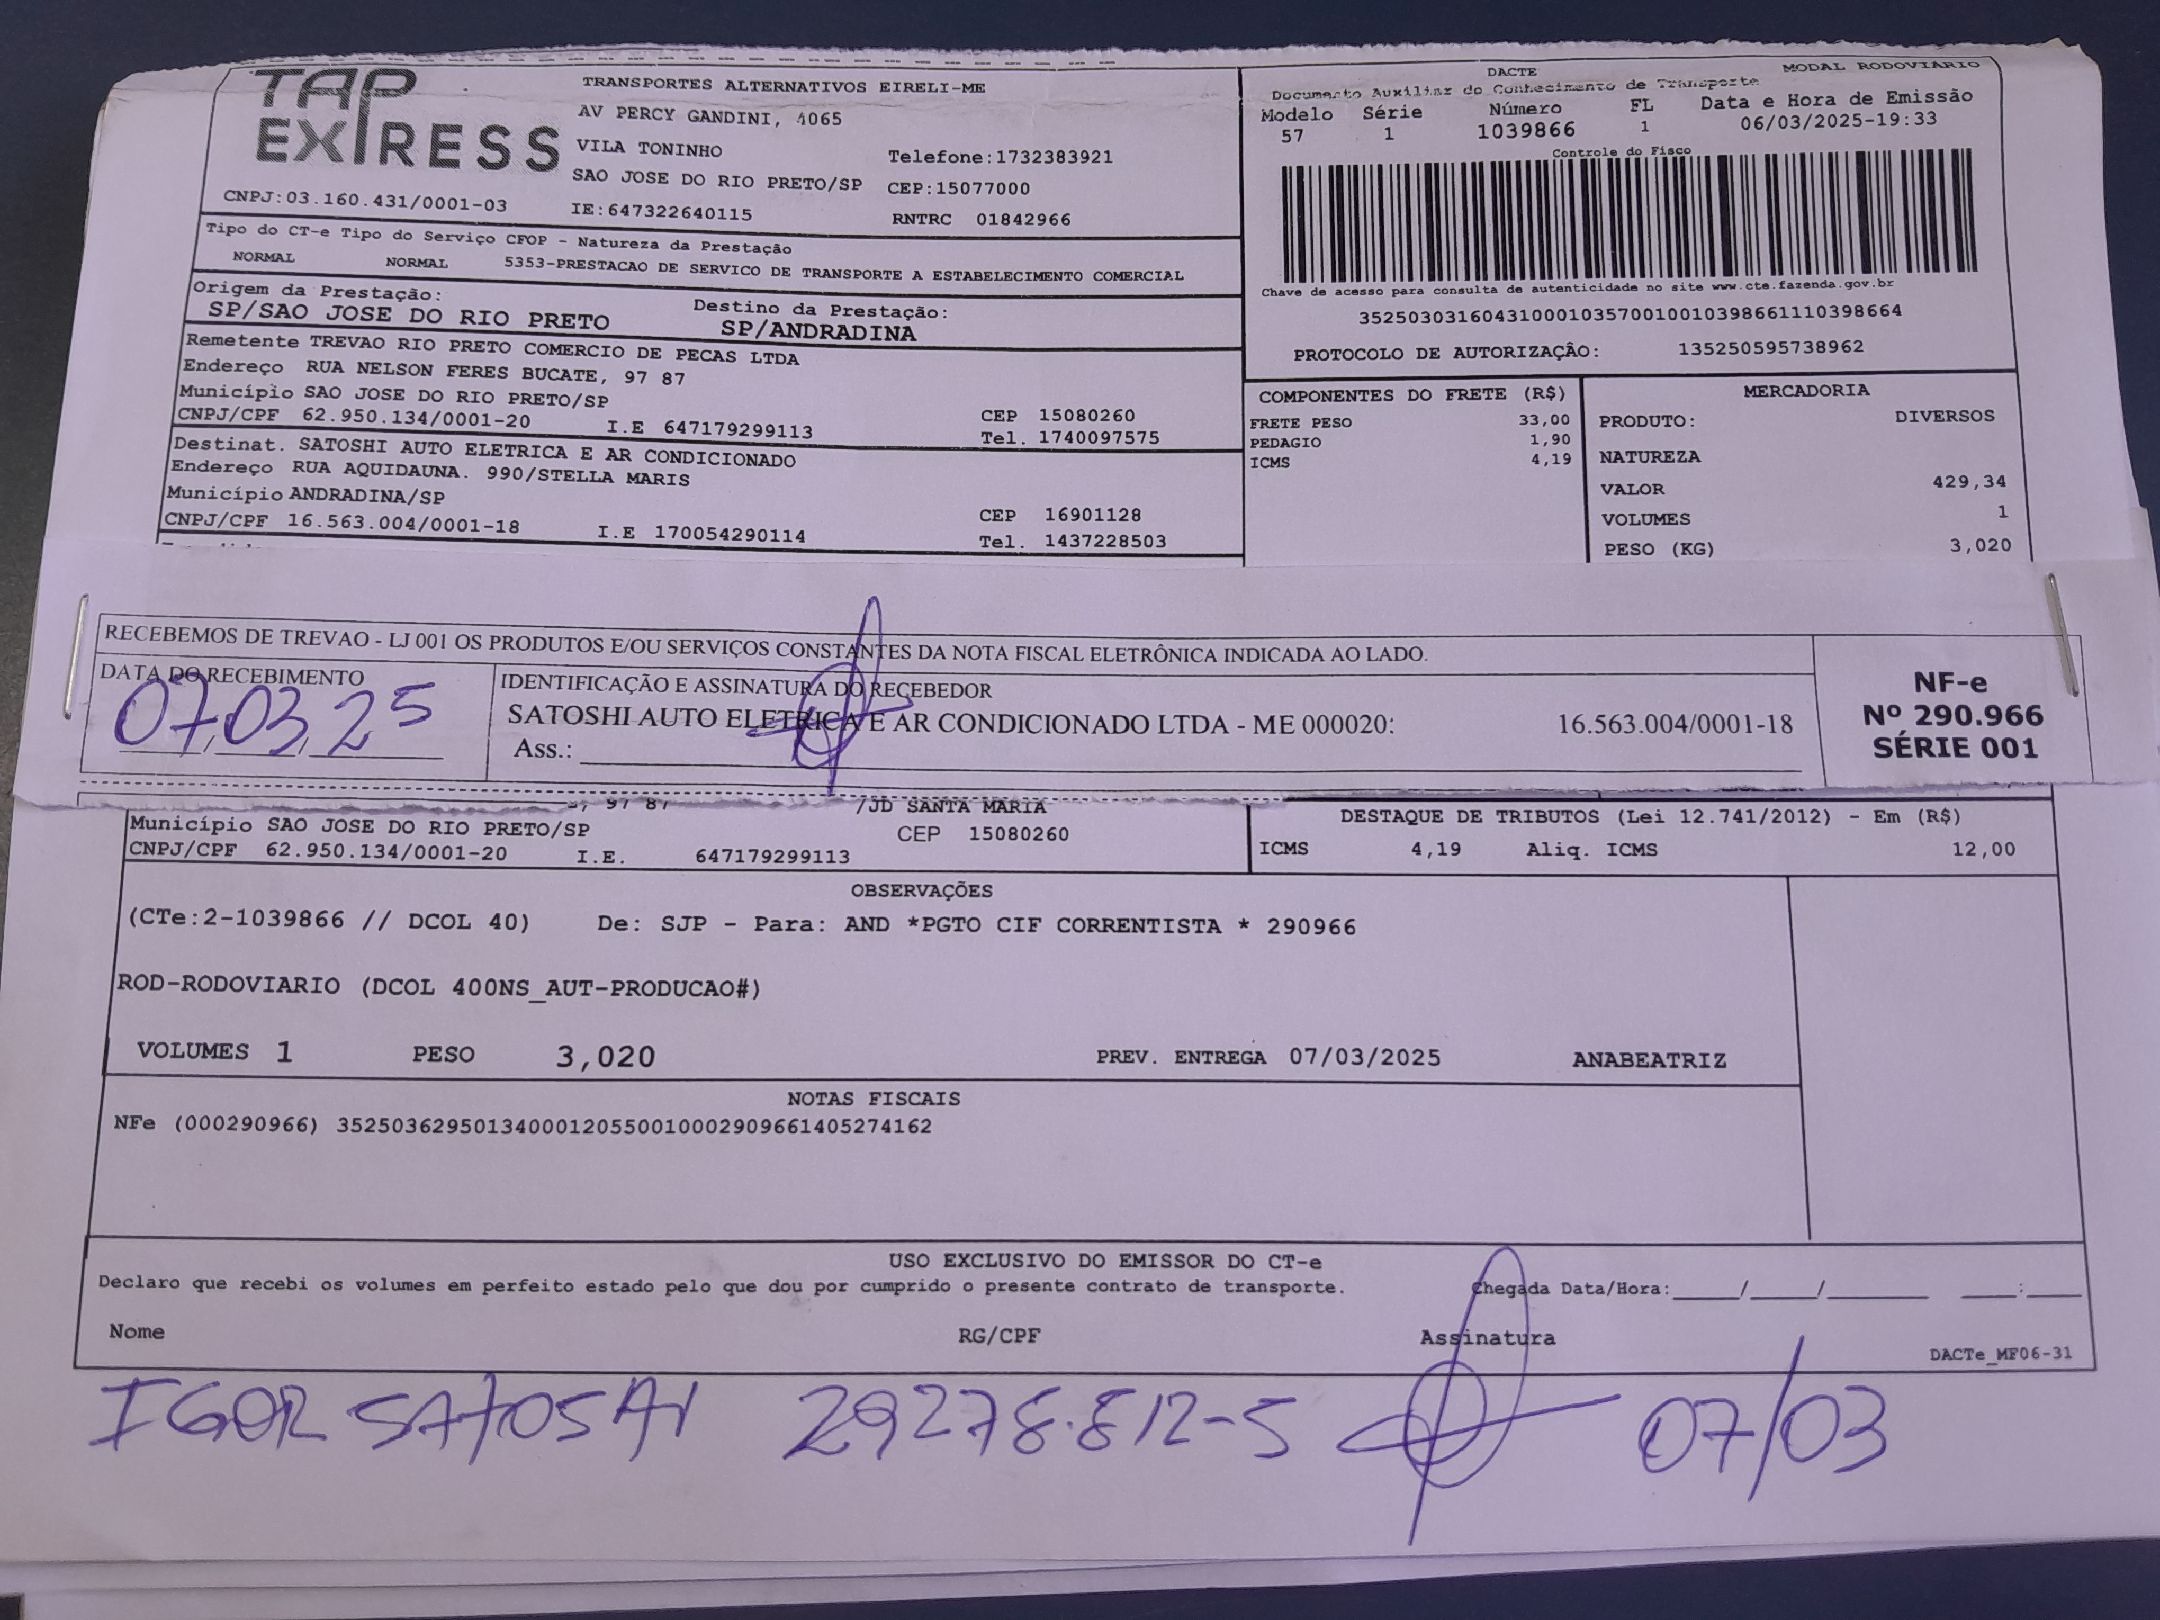 TAP EXPRESS
TRANSPORTES ALTERNATIVOS EIRELI-ME
AV PERCY GANDINI, 4065
VILA TONINHO Telefone:1732383921
SAO JOSE DO RIO PRETO/SP CEP:15077000
CNPJ:03.160.431/0001-03 IE:647322640115 RNTRC 01842966
DACTE MODAL RODOVIÁRIO
Documento Auxiliar do Conhecimento de Transporte
Modelo Série Número FL Data e Hora de Emissão
57 1 1039866 1 06/03/2025-19:33
Controle do Fisco
Chave de acesso para consulta de autenticidade no site www.cte.fazenda.gov.br
35250303160431000103570010010398661110398664
PROTOCOLO DE AUTORIZAÇÃO: 135250595738962
Tipo do CT-e Tipo do Serviço CFOP - Natureza da Prestação
NORMAL NORMAL 5353-PRESTACAO DE SERVICO DE TRANSPORTE A ESTABELECIMENTO COMERCIAL
Origem da Prestação: Destino da Prestação:
SP/SAO JOSE DO RIO PRETO SP/ANDRADINA
Remetente TREVAO RIO PRETO COMERCIO DE PECAS LTDA
Endereço RUA NELSON FERES BUCATE, 97 87
Município SAO JOSE DO RIO PRETO/SP CEP 15080260
CNPJ/CPF 62.950.134/0001-20 I.E 647179299113 Tel. 1740097575
Destinat. SATOSHI AUTO ELETRICA E AR CONDICIONADO
Endereço RUA AQUIDAUNA. 990/STELLA MARIS
Município ANDRADINA/SP CEP 16901128
CNPJ/CPF 16.563.004/0001-18 I.E 170054290114 Tel. 1437228503
COMPONENTES DO FRETE (R$)
FRETE PESO 33,00
PEDAGIO 1,90
ICMS 4,19
MERCADORIA
PRODUTO: DIVERSOS
NATUREZA
VALOR 429,34
VOLUMES 1
PESO (KG) 3,020
RECEBEMOS DE TREVAO - LJ 001 OS PRODUTOS E/OU SERVIÇOS CONSTANTES DA NOTA FISCAL ELETRÔNICA INDICADA AO LADO.
DATA DO RECEBIMENTO IDENTIFICAÇÃO E ASSINATURA DO RECEBEDOR
07,03,25 SATOSHI AUTO ELETRICA E AR CONDICIONADO LTDA - ME 000020: 16.563.004/0001-18
Ass.:
NF-e
Nº 290.966
SÉRIE 001
97 87 /JD SANTA MARIA
Município SAO JOSE DO RIO PRETO/SP CEP 15080260
CNPJ/CPF 62.950.134/0001-20 I.E. 647179299113
DESTAQUE DE TRIBUTOS (Lei 12.741/2012) - Em (R$)
ICMS 4,19 Aliq. ICMS 12,00
OBSERVAÇÕES
(CTe:2-1039866 // DCOL 40) De: SJP - Para: AND *PGTO CIF CORRENTISTA * 290966
ROD-RODOVIARIO (DCOL 400NS_AUT-PRODUCAO#)
VOLUMES 1 PESO 3,020 PREV. ENTREGA 07/03/2025 ANABEATRIZ
NOTAS FISCAIS
NFe (000290966) 35250362950134000120550010002909661405274162
USO EXCLUSIVO DO EMISSOR DO CT-e
Declaro que recebi os volumes em perfeito estado pelo que dou por cumprido o presente contrato de transporte. Chegada Data/Hora:____/____/______ ___:___
Nome RG/CPF Assinatura
DACTe_MF06-31
IGOR SATOSHI 29278.812-5 07/03